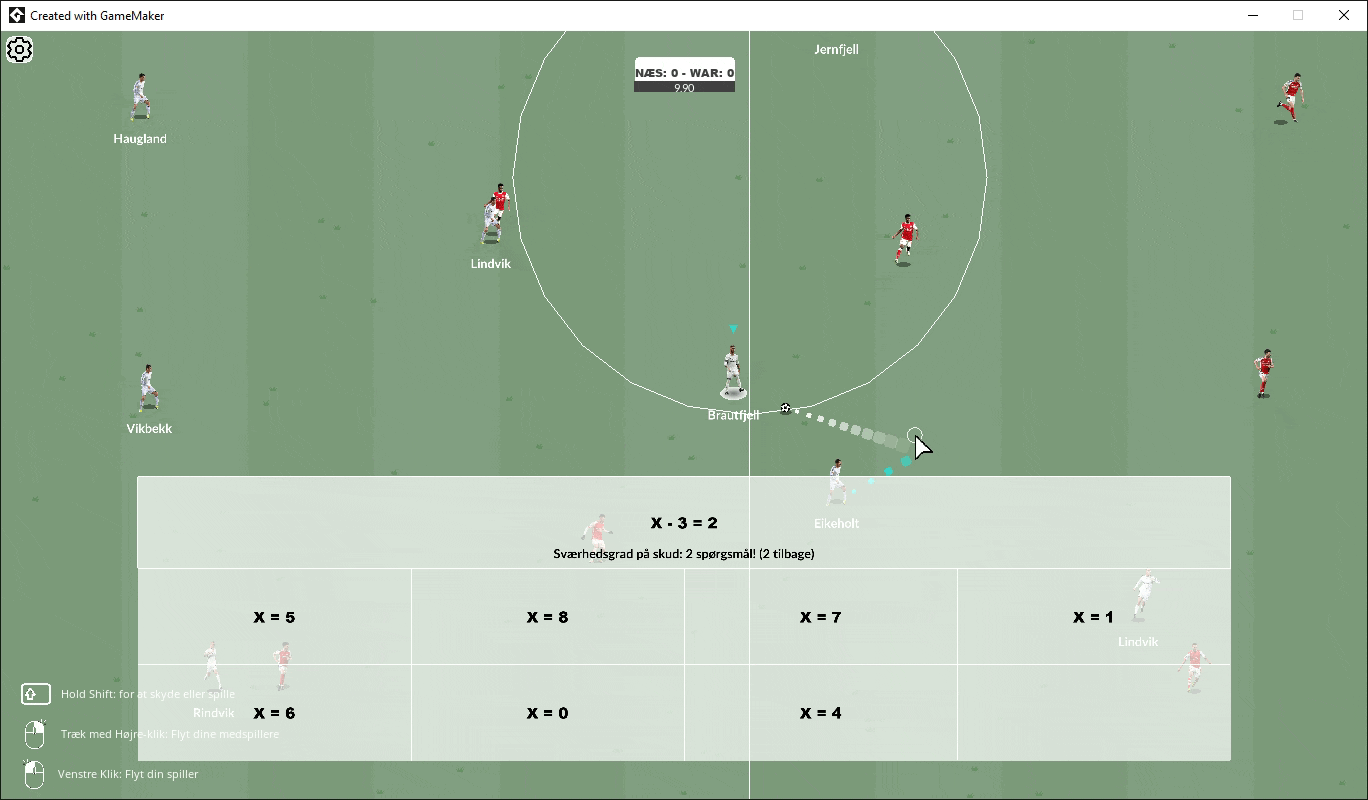 Created with GameMaker
Jernfjell
NÆS: 0 - WAR: 0
9.90
Haugland
Lindvik
Vikbekk
Brautfjell
Eikeholt
X - 3 = 2
Sværhedsgrad på skud: 2 spørgsmål! (2 tilbage)
X = 5
X = 8
X = 7
X = 1
Lindvik
Hold Shift: for at skyde eller spille
Rindvik
X = 6
X = 0
X = 4
Træk med Højre-klik: Flyt dine medspillere
Venstre Klik: Flyt din spiller